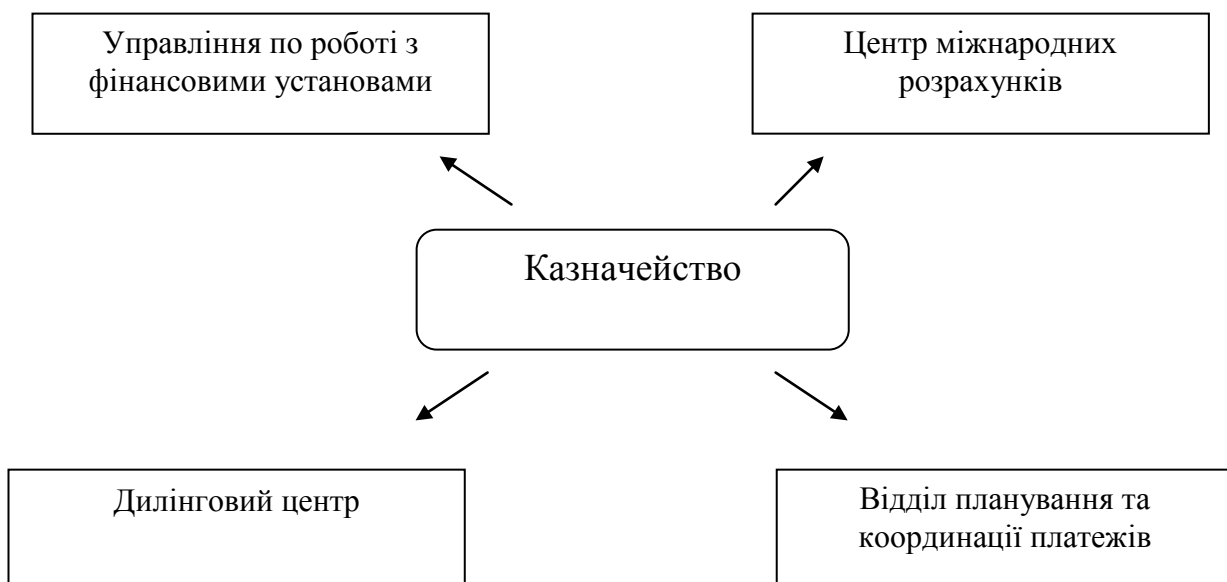 Управління по роботі з
фінансовими установами
Центр міжнародних
розрахунків
Казначейство
Дилінговий центр
Відділ планування та
координації платежів